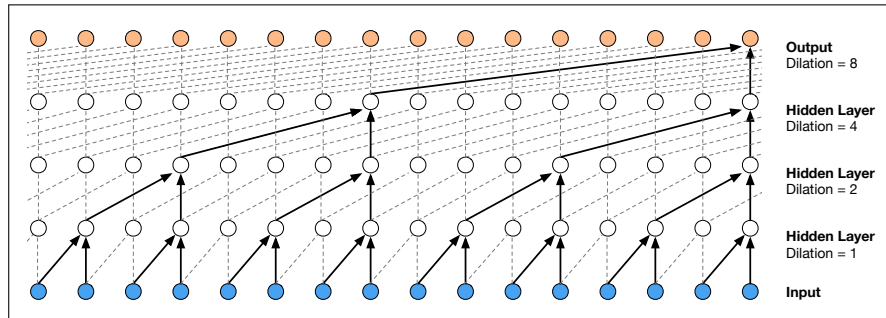 Output
Dilation = 8
Hidden Layer
Dilation = 4
Hidden Layer
Dilation = 2
Hidden Layer
Dilation = 1
Input